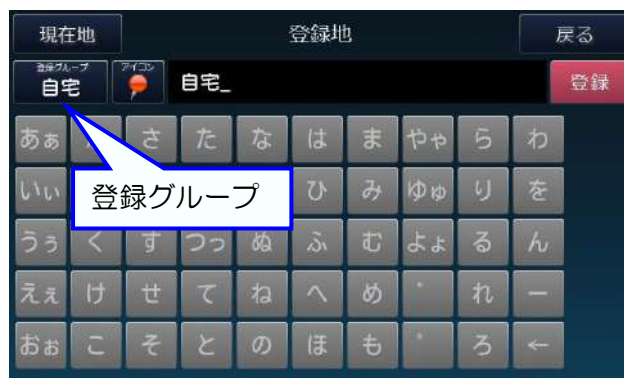 現在地 登録地 戻る
登録グループ アイコン
自宅 自宅_ 登録
あぁ さ た な は ま やゃ ら わ
いぃ ひ み ゆゅ り を
登録グループ
うぅ く す つっ ぬ ふ む よょ る ん
えぇ け せ て ね へ め ゛ れ ー
おぉ こ そ と の ほ も ゜ ろ ←